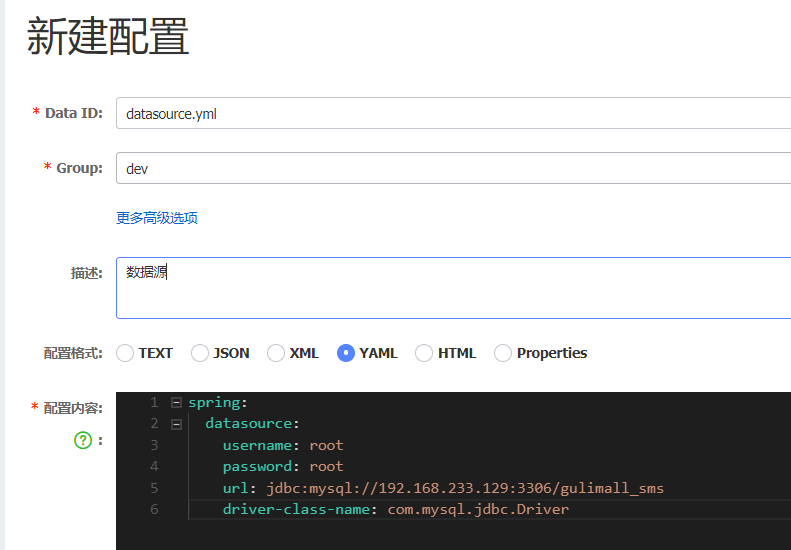 新建配置
* Data ID: datasource.yml
* Group: dev
更多高级选项
描述: 数据源
配置格式: TEXT JSON XML YAML HTML Properties
* 配置内容:
? :
1 spring:
2 datasource:
3 username: root
4 password: root
5 url: jdbc:mysql://192.168.233.129:3306/gulimall_sms
6 driver-class-name: com.mysql.jdbc.Driver